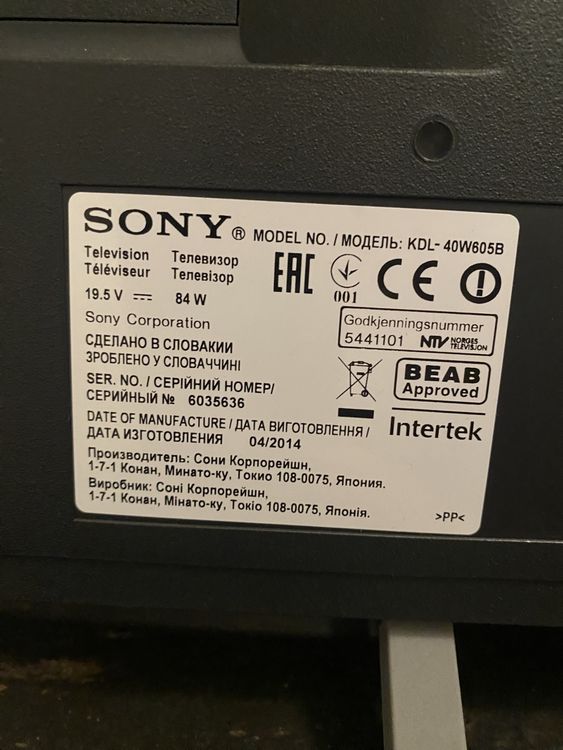 SONY® MODEL NO. / МОДЕЛЬ: KDL- 40W605B
Television Телевизор
Téléviseur Телевізор
19.5 V ⎓ 84 W
Sony Corporation
EAC
001
CE
Godkjenningsnummer
5441101 NTV NORGES TELEVISJON
СДЕЛАНО В СЛОВАКИИ
ЗРОБЛЕНО У СЛОВАЧЧИНІ
SER. NO. / СЕРІЙНИЙ НОМЕР/
СЕРИЙНЫЙ № 6035636
BEAB
Approved
Intertek
DATE OF MANUFACTURE / ДАТА ВИГОТОВЛЕННЯ /
ДАТА ИЗГОТОВЛЕНИЯ 04/2014
Производитель: Сони Корпорейшн,
1-7-1 Конан, Минато-ку, Токио 108-0075, Япония.
Виробник: Соні Корпорейшн,
1-7-1 Конан, Мінато-ку, Токіо 108-0075, Японія.
>PP<